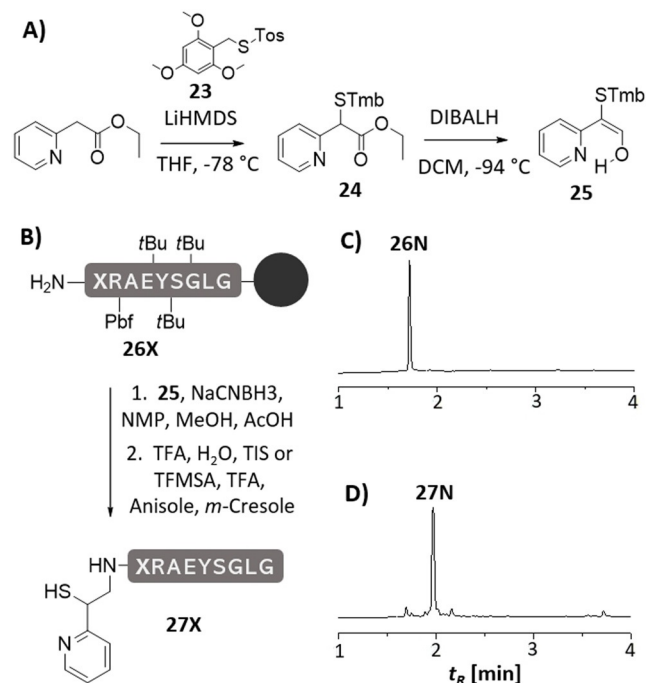 A)
O
O
O
S
Tos
23
N
O
O
LiHMDS
THF, -78 °C
STmb
N
O
O
24
DIBALH
DCM, -94 °C
STmb
N
H
O
25
B)
tBu tBu
H₂N XRAEYSGLG
Pbf tBu
26X
1. 25, NaCNBH3,
NMP, MeOH, AcOH
2. TFA, H₂O, TIS or
TFMSA, TFA,
Anisole, m-Cresole
HN XRAEYSGLG
HS
N
27X
C)
26N
1 2 3 4
D)
27N
1 2 3 4
tR [min]